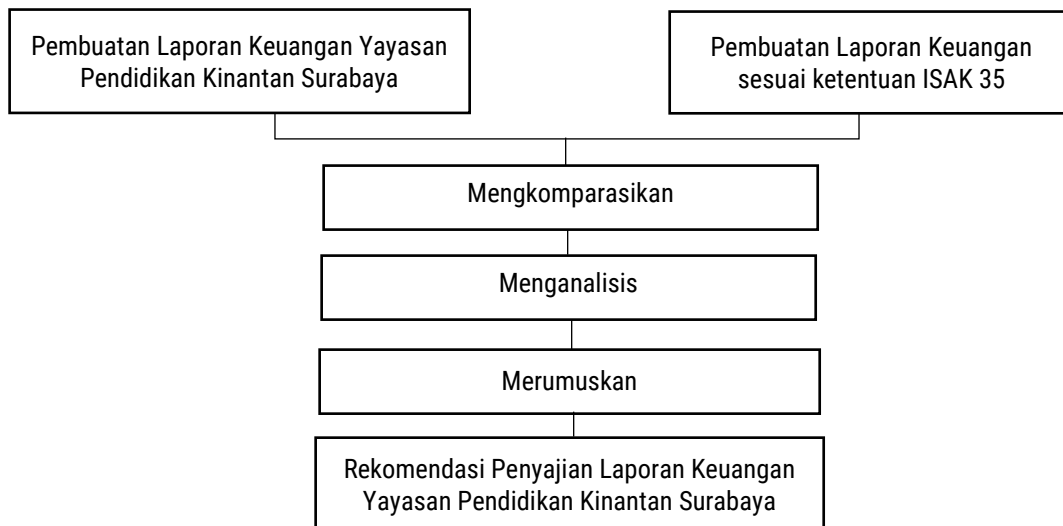 Pembuatan Laporan Keuangan Yayasan
Pendidikan Kinantan Surabaya
Pembuatan Laporan Keuangan
sesuai ketentuan ISAK 35
Mengkomparasikan
Menganalisis
Merumuskan
Rekomendasi Penyajian Laporan Keuangan
Yayasan Pendidikan Kinantan Surabaya